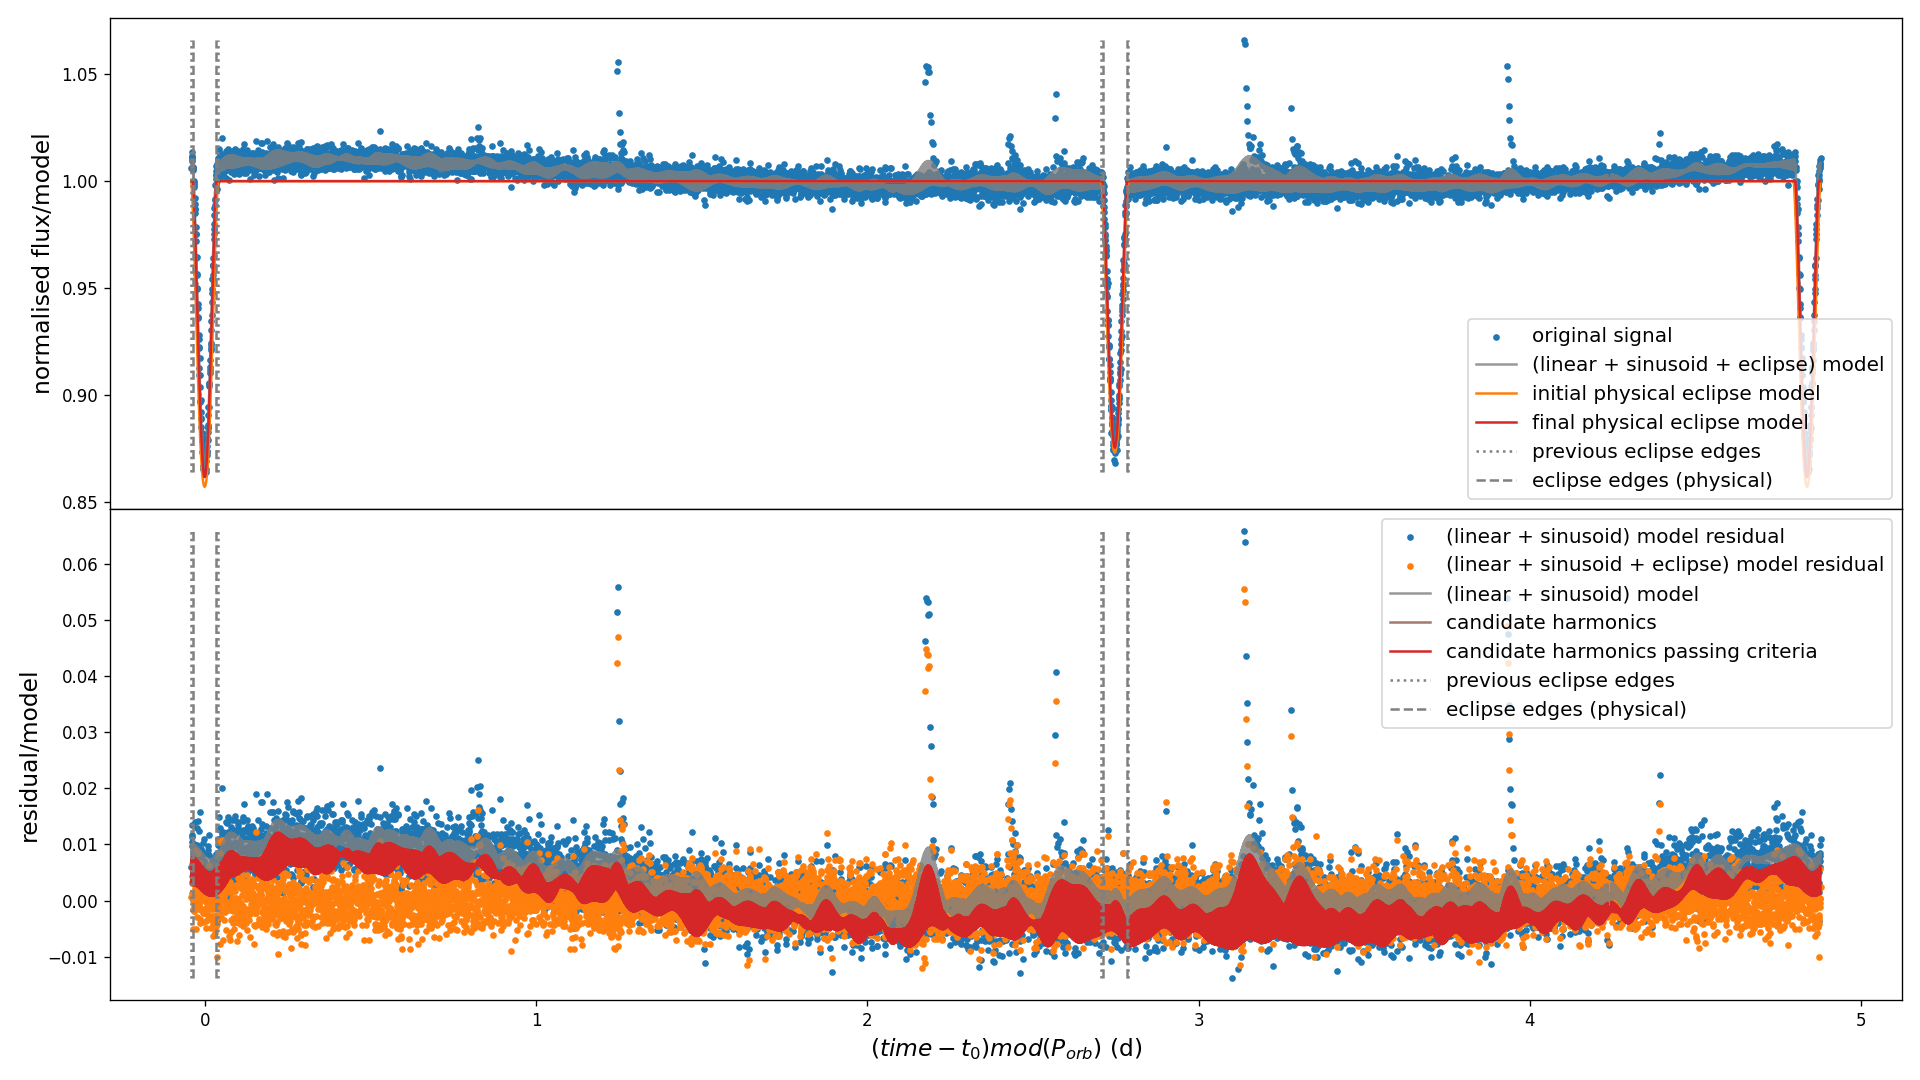 normalised flux/model
1.05
1.00
0.95
0.90
0.85
original signal
(linear + sinusoid + eclipse) model
initial physical eclipse model
final physical eclipse model
previous eclipse edges
eclipse edges (physical)
residual/model
0.06
0.05
0.04
0.03
0.02
0.01
0.00
−0.01
(linear + sinusoid) model residual
(linear + sinusoid + eclipse) model residual
(linear + sinusoid) model
candidate harmonics
candidate harmonics passing criteria
previous eclipse edges
eclipse edges (physical)
0 1 2 3 4 5
(time − t₀)mod(P_orb) (d)